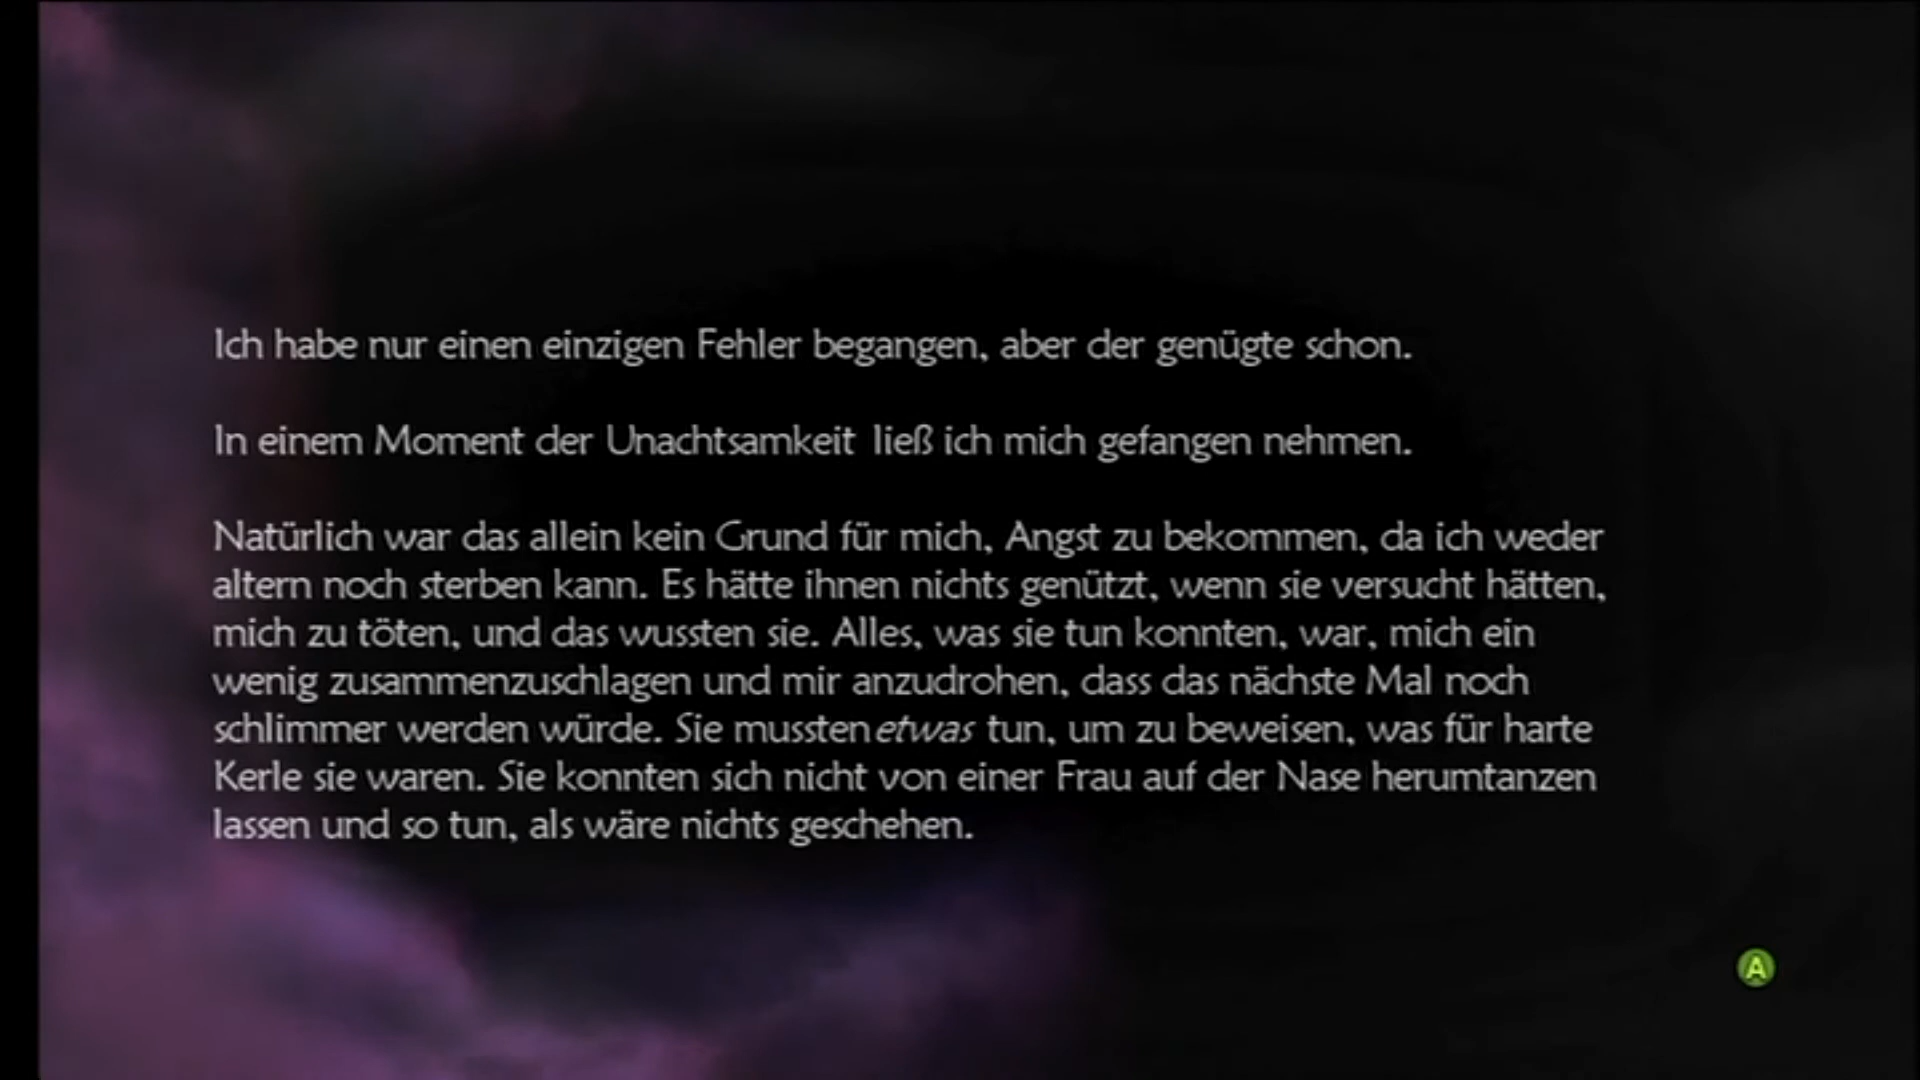 Ich habe nur einen einzigen Fehler begangen, aber der genügte schon.
In einem Moment der Unachtsamkeit ließ ich mich gefangen nehmen.
Natürlich war das allein kein Grund für mich, Angst zu bekommen, da ich weder
altern noch sterben kann. Es hätte ihnen nichts genützt, wenn sie versucht hätten,
mich zu töten, und das wussten sie. Alles, was sie tun konnten, war, mich ein
wenig zusammenzuschlagen und mir anzudrohen, dass das nächste Mal noch
schlimmer werden würde. Sie mussten etwas tun, um zu beweisen, was für harte
Kerle sie waren. Sie konnten sich nicht von einer Frau auf der Nase herumtanzen
lassen und so tun, als wäre nichts geschehen.
A